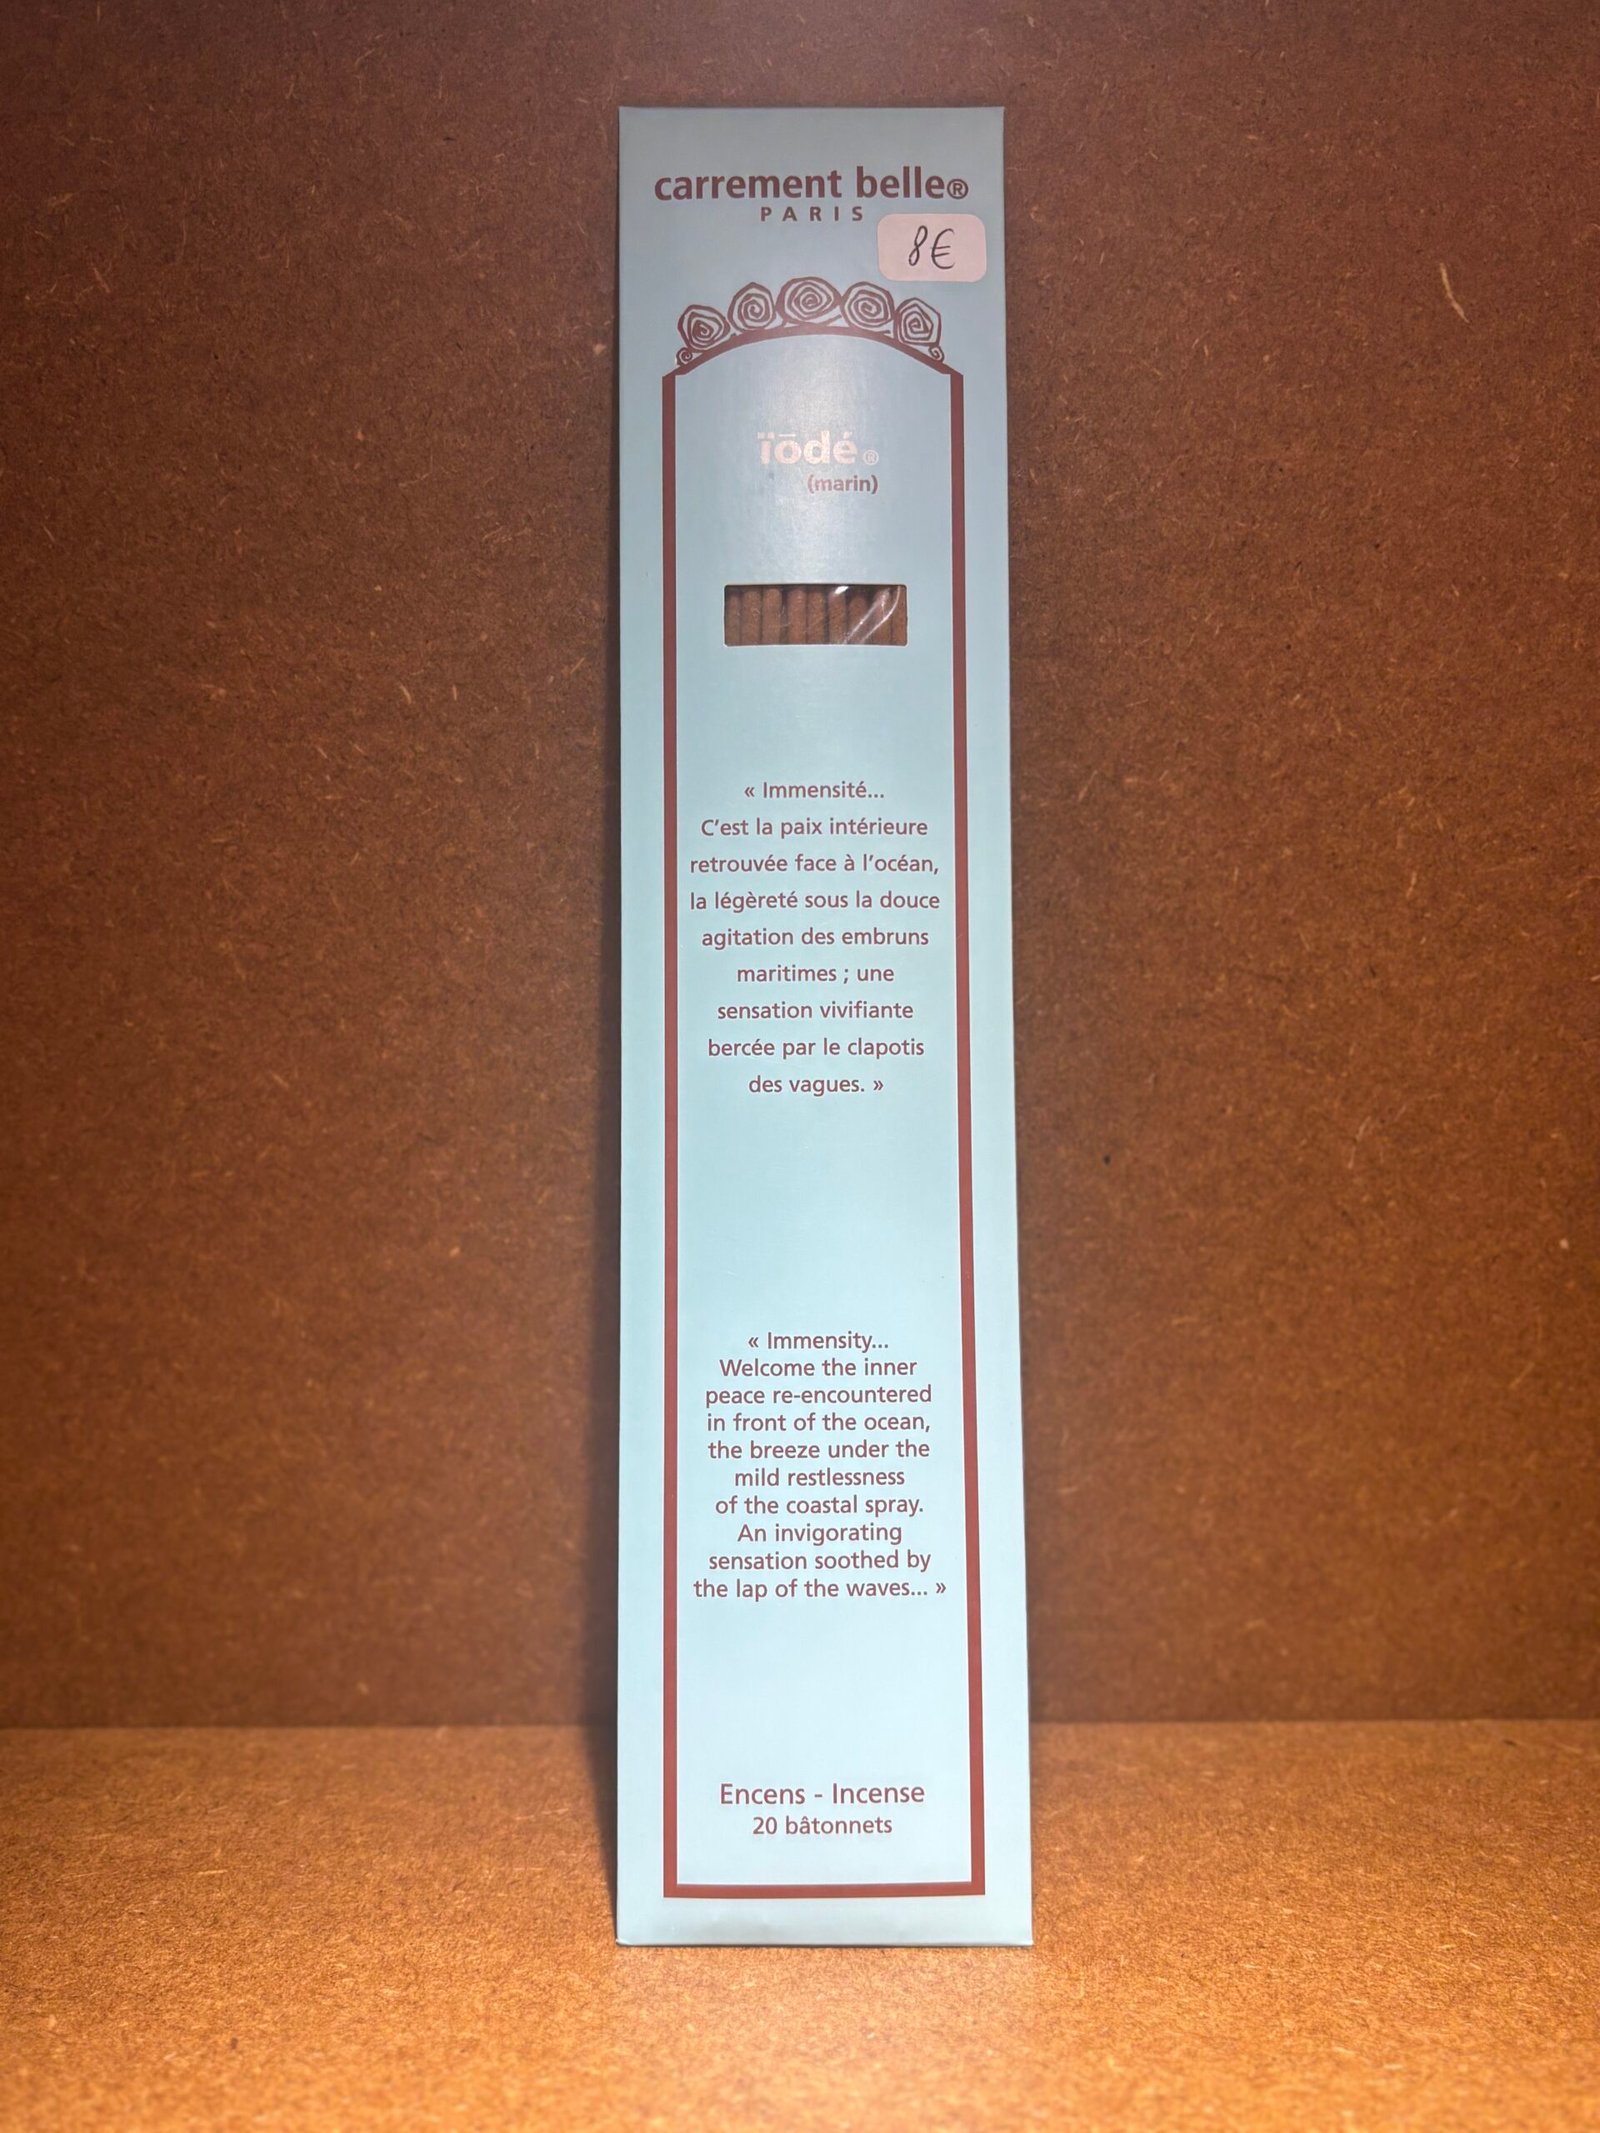 carrement belle®
PARIS
8€
ïōdé®
(marin)
« Immensité...
C’est la paix intérieure
retrouvée face à l’océan,
la légèreté sous la douce
agitation des embruns
maritimes ; une
sensation vivifiante
bercée par le clapotis
des vagues. »
« Immensity...
Welcome the inner
peace re-encountered
in front of the ocean,
the breeze under the
mild restlessness
of the coastal spray.
An invigorating
sensation soothed by
the lap of the waves... »
Encens - Incense
20 bâtonnets